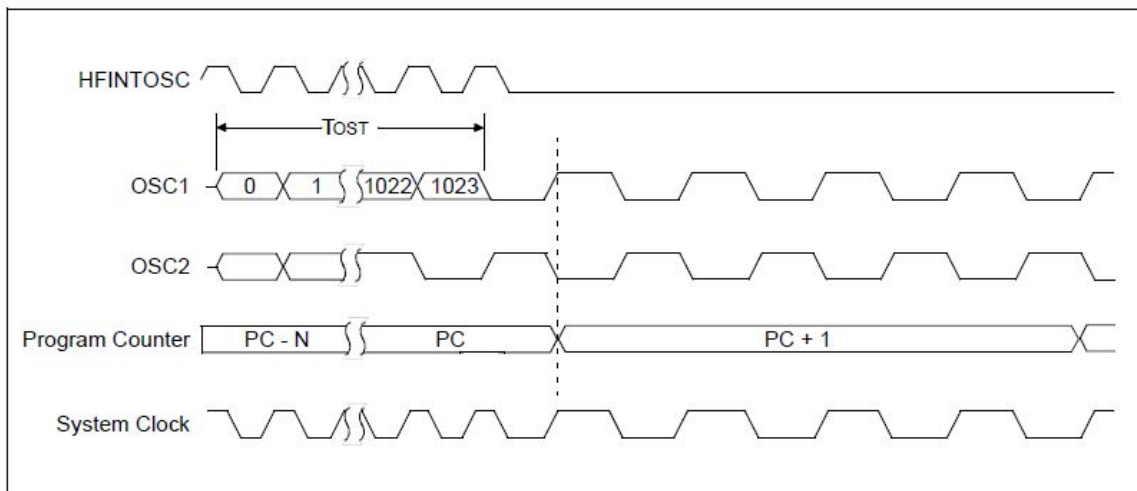 HFINTOSC
TOST
OSC1 0 1 1022 1023
OSC2
Program Counter PC - N PC PC + 1
System Clock